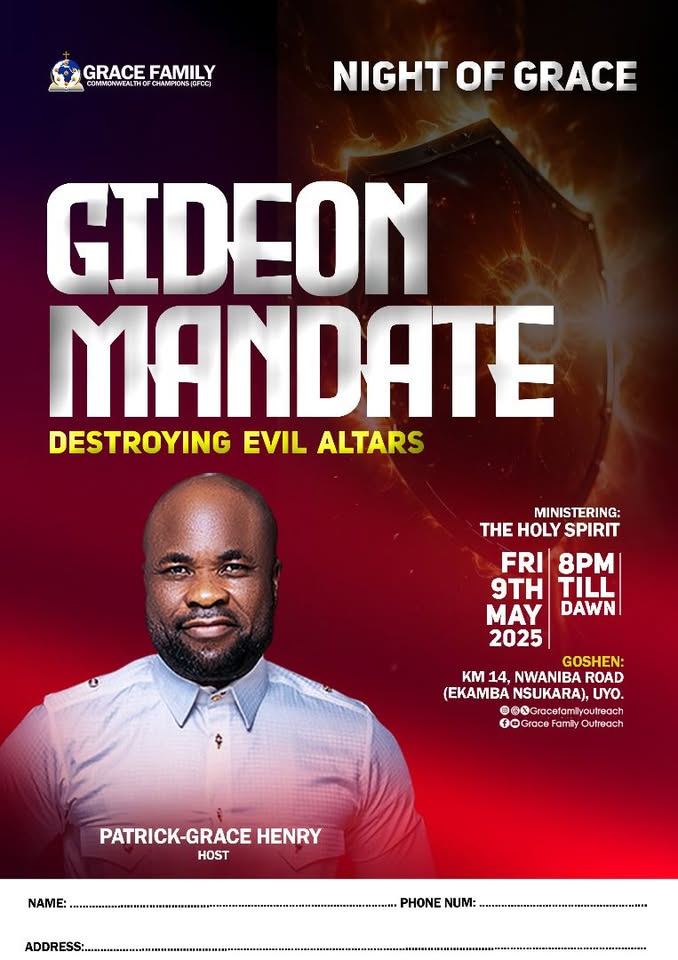 GRACE FAMILY
COMMONWEALTH OF CHAMPIONS (GFCC)
NIGHT OF GRACE
GIDEON
MANDATE
DESTROYING EVIL ALTARS
MINISTERING:
THE HOLY SPIRIT
FRI
9TH
MAY
2025
8PM
TILL
DAWN
GOSHEN:
KM 14, NWANIBA ROAD
(EKAMBA NSUKARA), UYO.
Gracefamilyoutreach
Grace Family Outreach
PATRICK-GRACE HENRY
HOST
NAME: PHONE NUM:
ADDRESS: